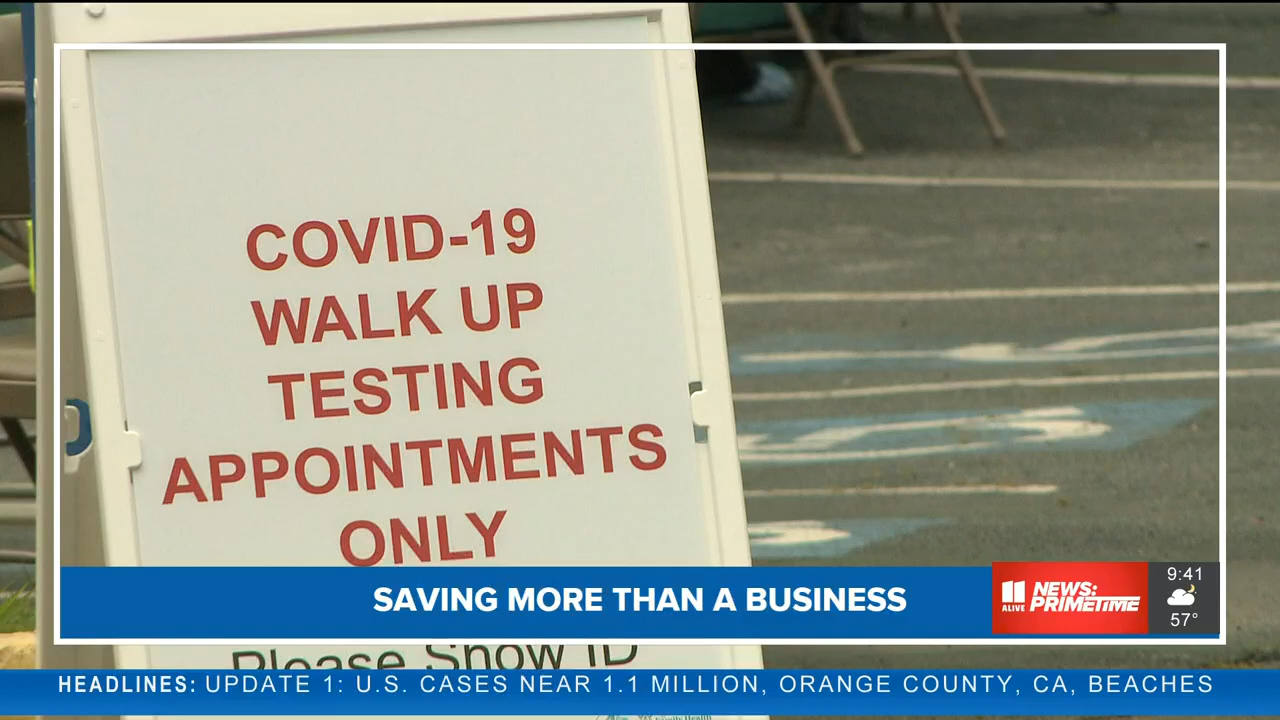 COVID-19
WALK UP
TESTING
APPOINTMENTS
ONLY
SAVING MORE THAN A BUSINESS
11 ALIVE NEWS: PRIMETIME
9:41
57°
Please Show ID
HEADLINES: UPDATE 1: U.S. CASES NEAR 1.1 MILLION, ORANGE COUNTY, CA, BEACHES